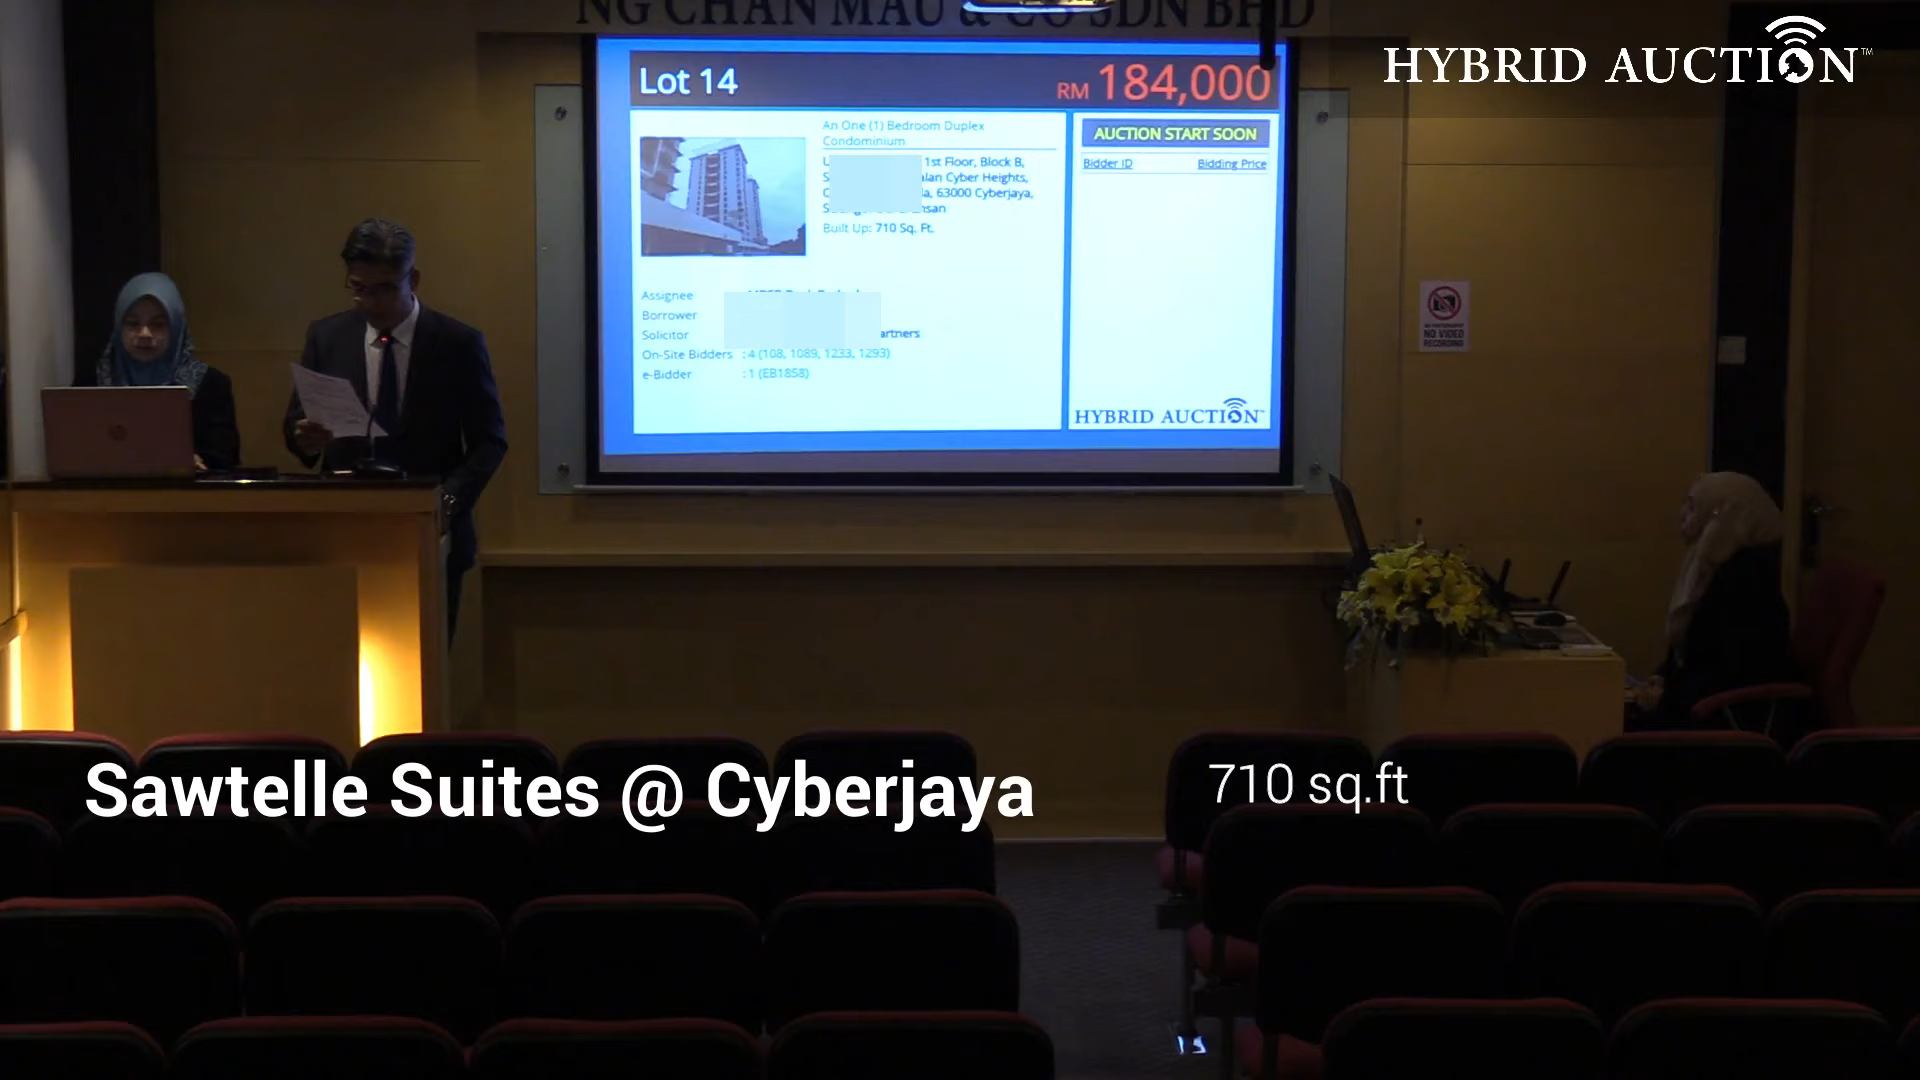 NG CHAN MAU & CO SDN BHD
HYBRID AUCTION™
Lot 14
RM 184,000
An One (1) Bedroom Duplex
Condominium
1st Floor, Block B,
Cyber Heights,
63000 Cyberjaya,
Built Up: 710 Sq. Ft.
AUCTION START SOON
Bidder ID Bidding Price
Assignee
Borrower
Solicitor artners
On-Site Bidders : 4 (108, 1089, 1233, 1293)
e-Bidder : 1 (EB1858)
HYBRID AUCTION™
NO VIDEO
RECORDING
Sawtelle Suites @ Cyberjaya
710 sq.ft